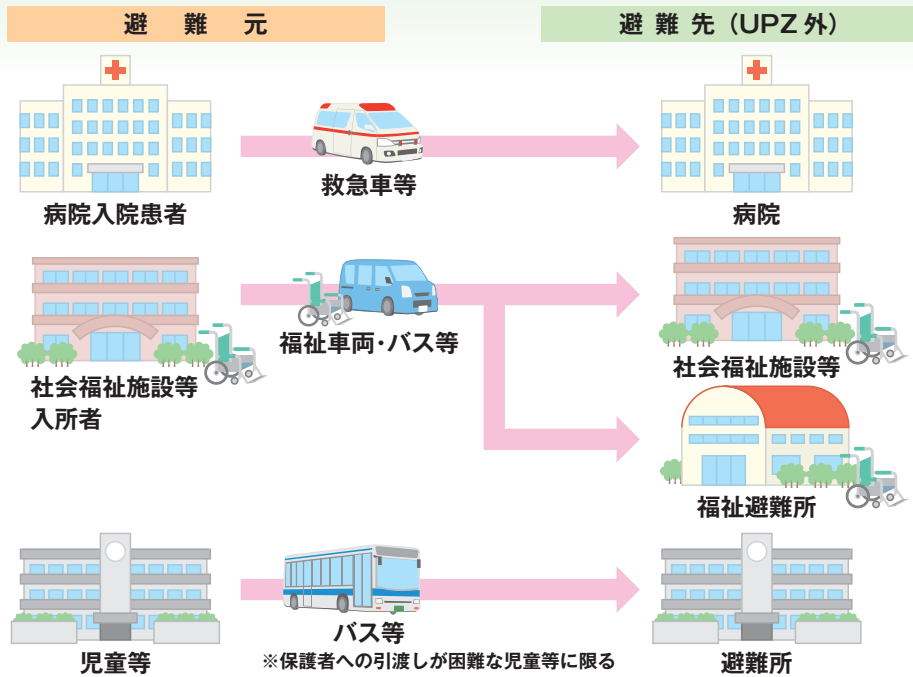 避難元
避難先（UPZ外）
救急車等
病院入院患者
病院
福祉車両・バス等
社会福祉施設等
入所者
社会福祉施設等
福祉避難所
バス等
※保護者への引渡しが困難な児童等に限る
児童等
避難所